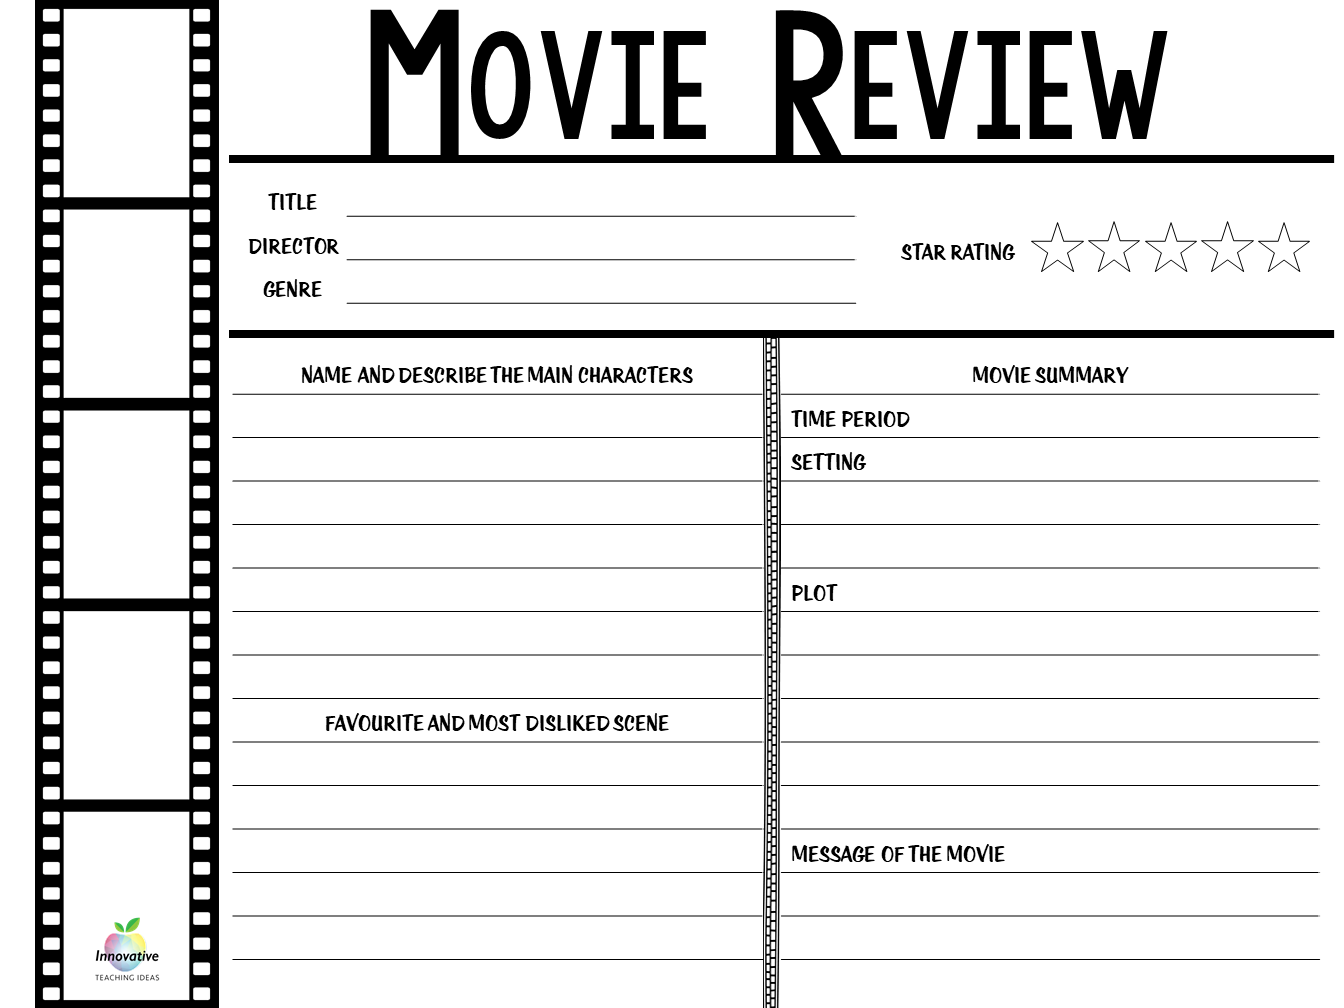 MOVIE REVIEW
TITLE
DIRECTOR
GENRE
STAR RATING
NAME AND DESCRIBE THE MAIN CHARACTERS
FAVOURITE AND MOST DISLIKED SCENE
MOVIE SUMMARY
TIME PERIOD
SETTING
PLOT
MESSAGE OF THE MOVIE
Innovative
TEACHING IDEAS